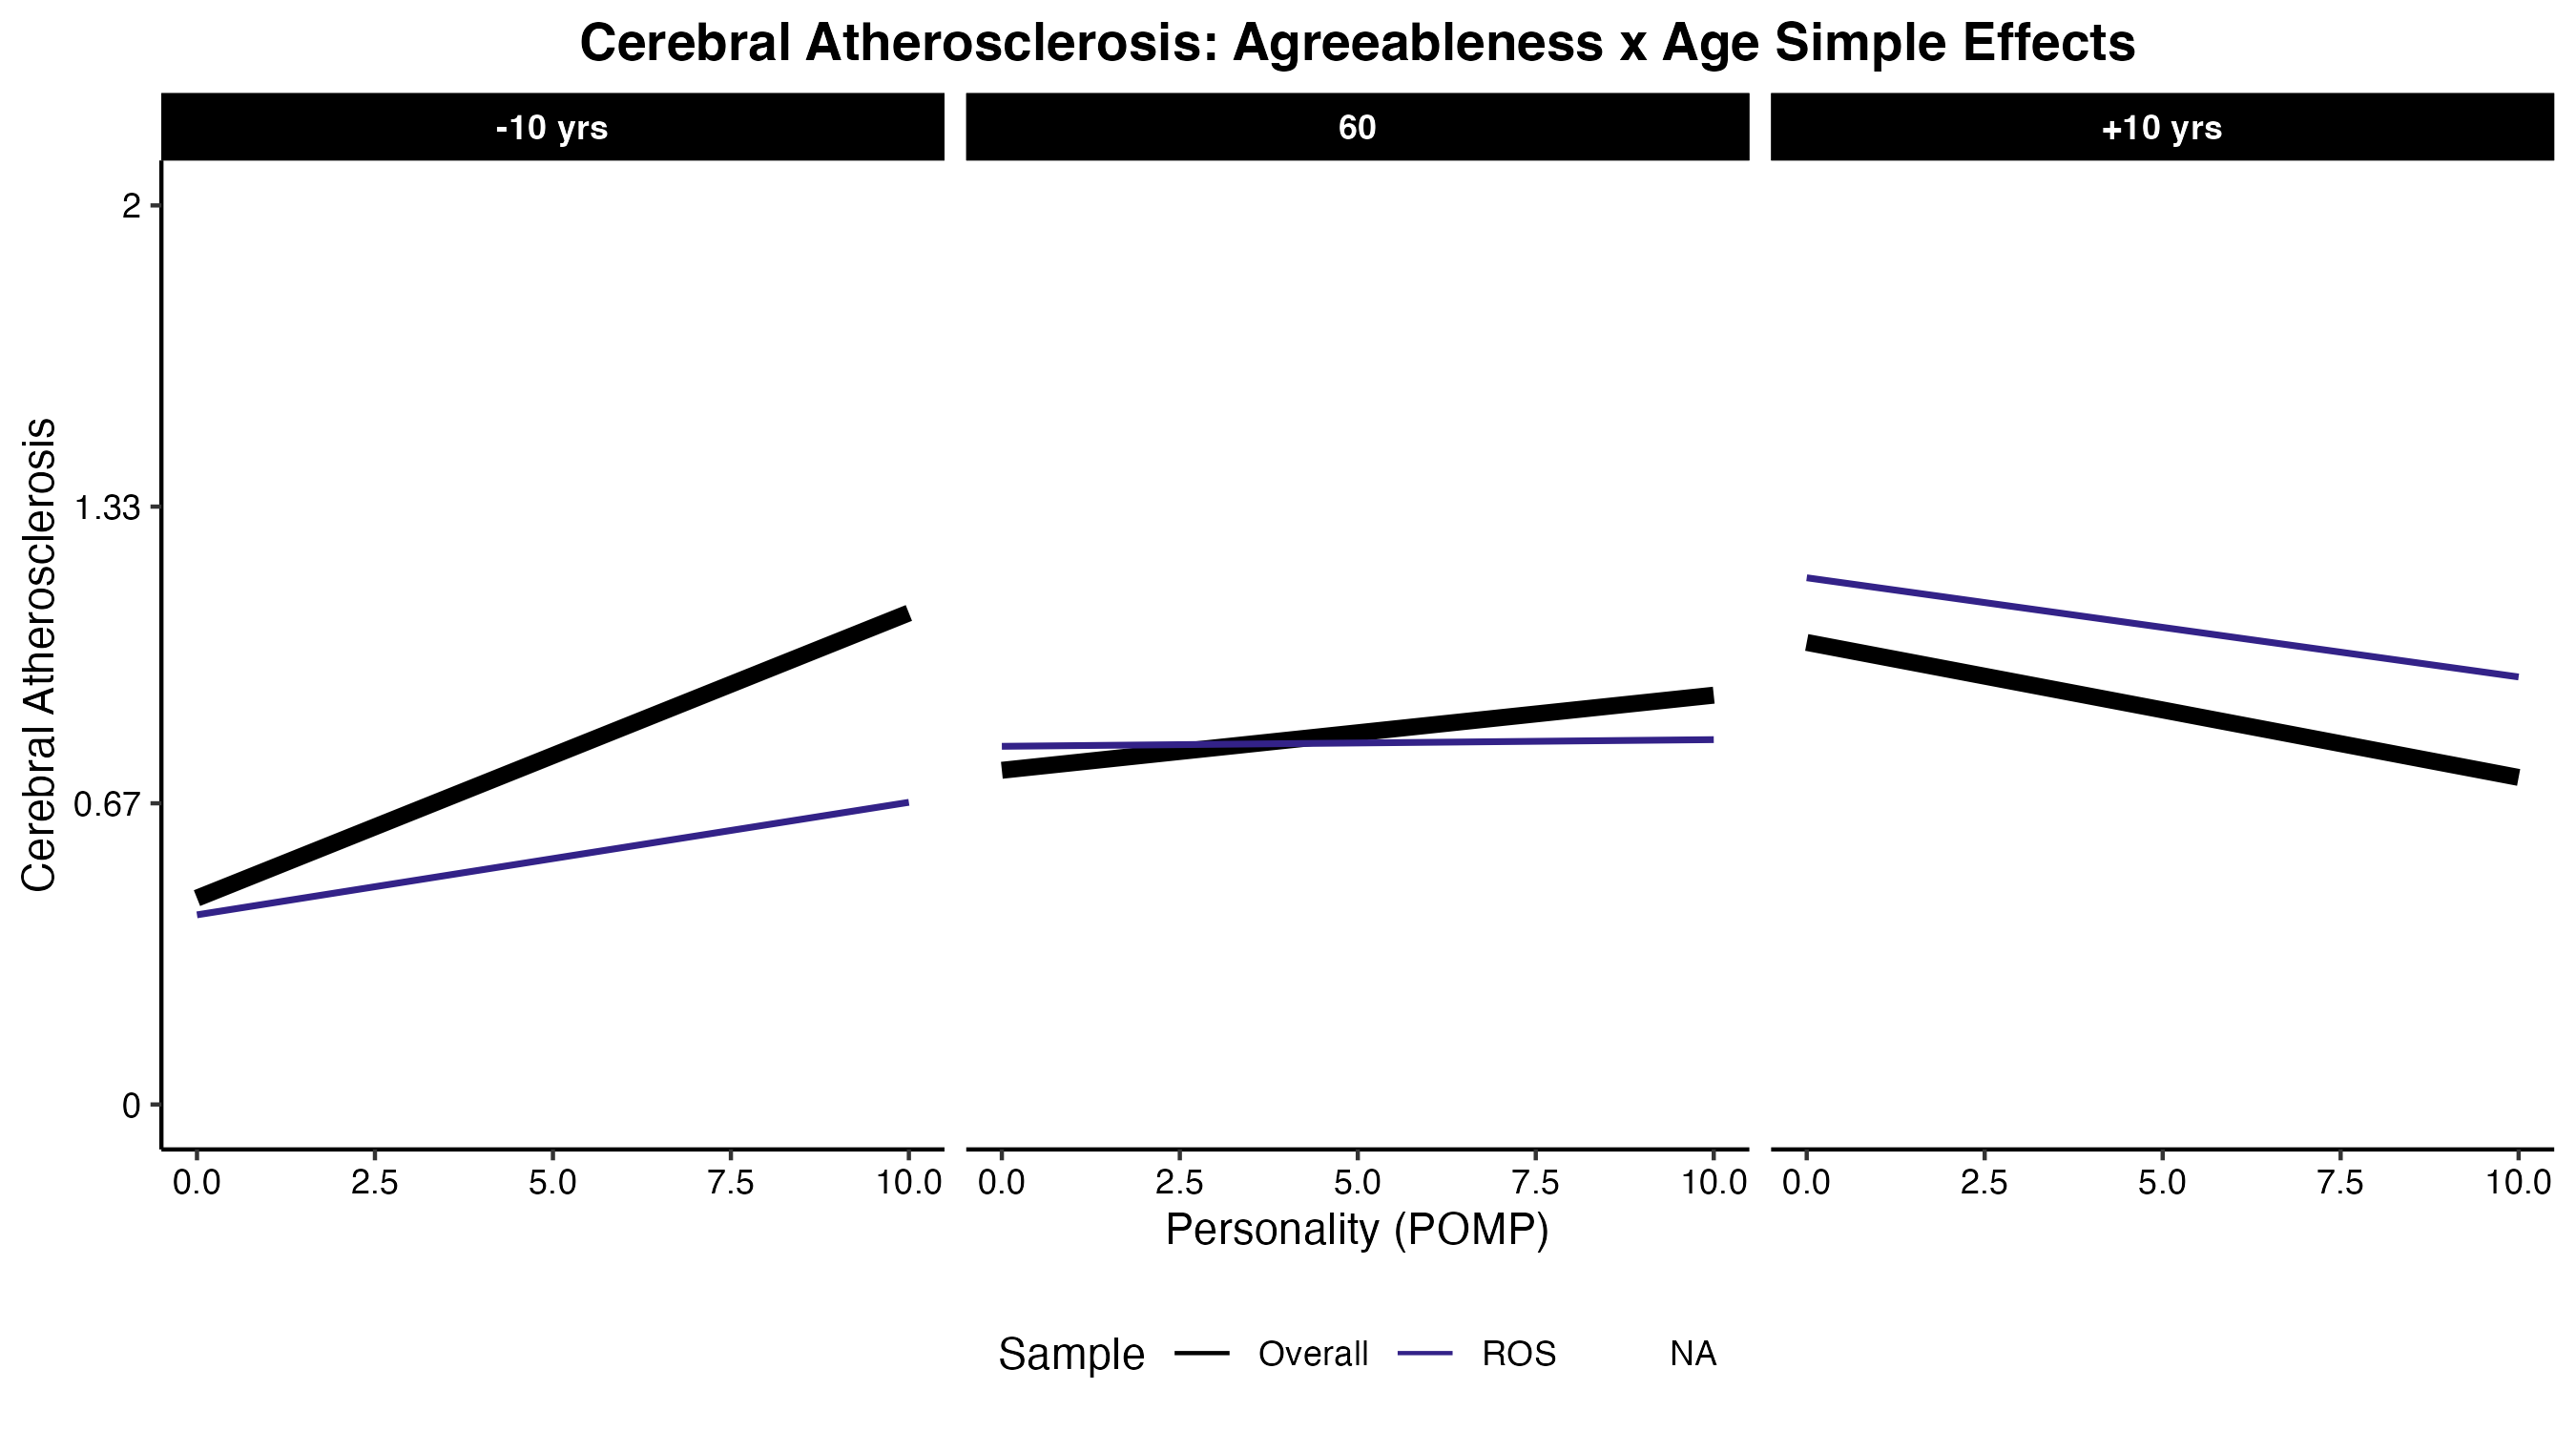 Cerebral Atherosclerosis: Agreeableness x Age Simple Effects
-10 yrs 60 +10 yrs
Cerebral Atherosclerosis
2
1.33
0.67
0
0.0 2.5 5.0 7.5 10.0 0.0 2.5 5.0 7.5 10.0 0.0 2.5 5.0 7.5 10.0
Personality (POMP)
Sample Overall ROS NA